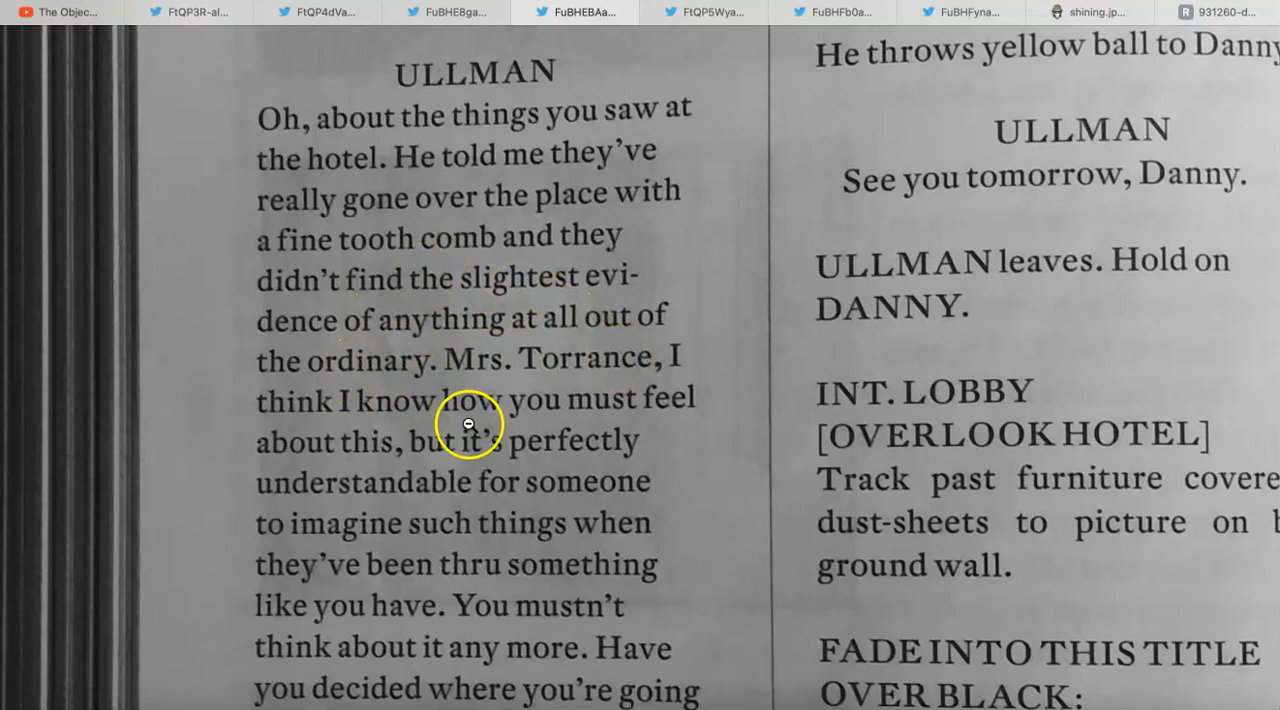 The Objec...
FtQP3R-al...
FtQP4dVa...
FuBHE8ga...
FuBHEBAa...
FtQP5Wya...
FuBHFb0a...
FuBHFyna...
shining.jp...
R 931260-d...
ULLMAN
Oh, about the things you saw at
the hotel. He told me they've
really gone over the place with
a fine tooth comb and they
didn't find the slightest evi-
dence of anything at all out of
the ordinary. Mrs. Torrance, I
think I know how you must feel
about this, but it's perfectly
understandable for someone
to imagine such things when
they've been thru something
like you have. You mustn't
think about it any more. Have
you decided where you're going
He throws yellow ball to Danny
ULLMAN
See you tomorrow, Danny.
ULLMAN leaves. Hold on
DANNY.
INT. LOBBY
[OVERLOOK HOTEL]
Track past furniture covere
dust-sheets to picture on
ground wall.
FADE INTO THIS TITLE
OVER BLACK: